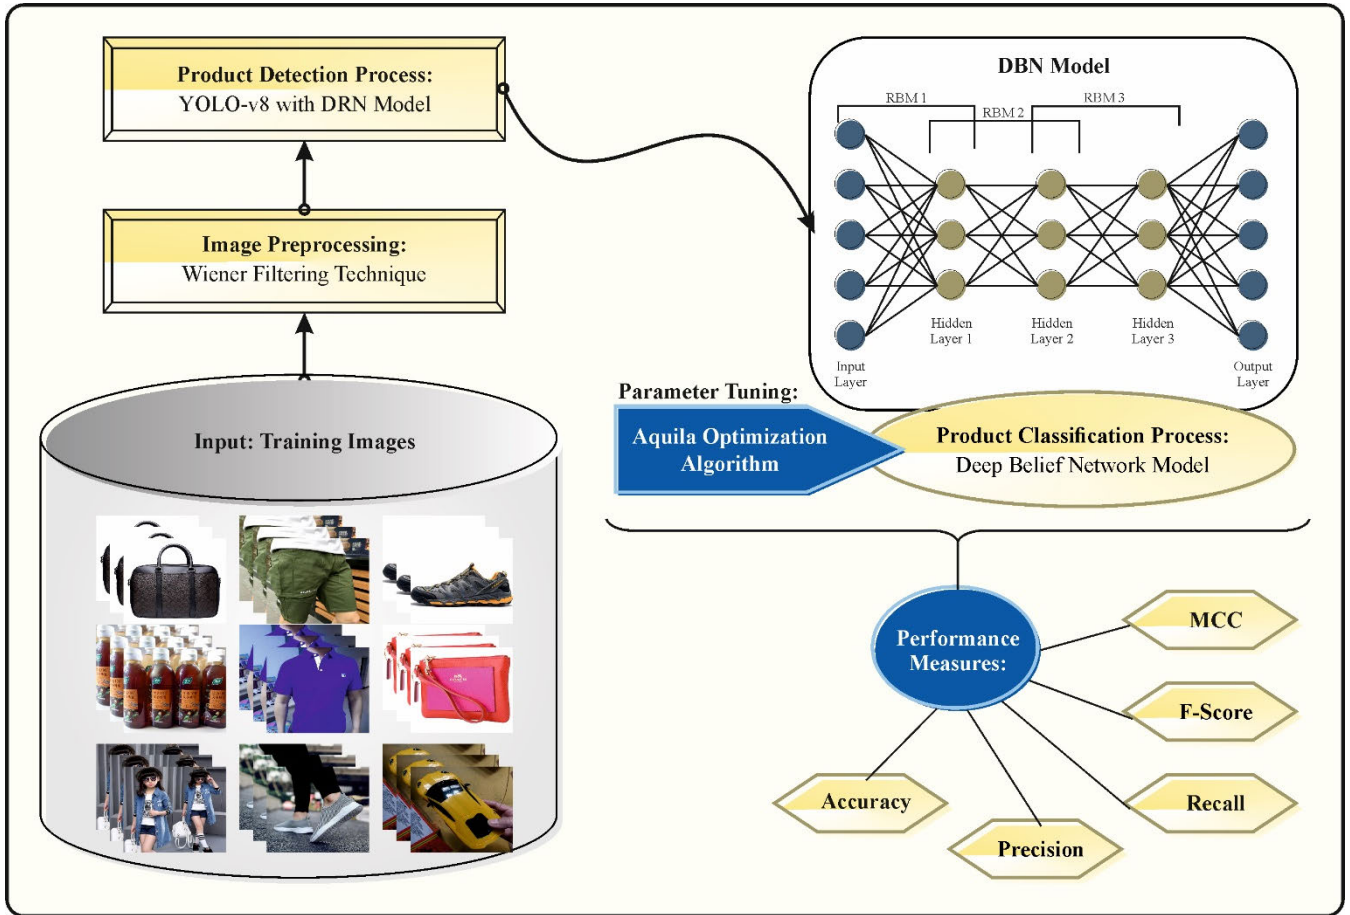 Product Detection Process:
YOLO-v8 with DRN Model
Image Preprocessing:
Wiener Filtering Technique
Input: Training Images
DBN Model
RBM 1
RBM 2
RBM 3
Hidden
Layer 1
Hidden
Layer 2
Hidden
Layer 3
Input
Layer
Output
Layer
Parameter Tuning:
Aquila Optimization
Algorithm
Product Classification Process:
Deep Belief Network Model
Performance
Measures:
MCC
F-Score
Recall
Precision
Accuracy